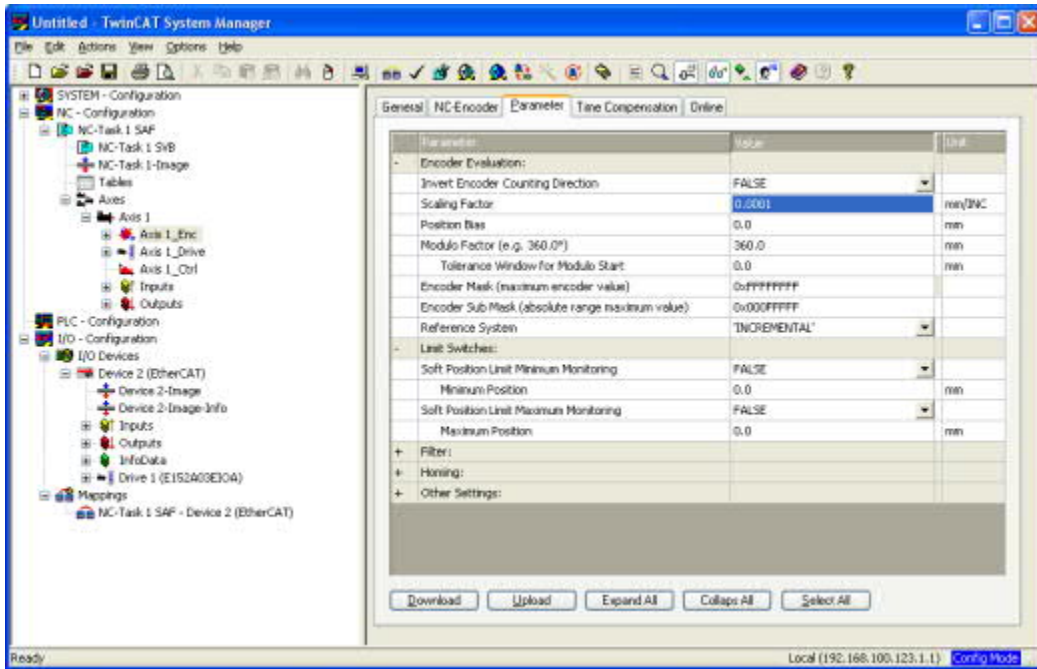 Untitled - TwinCAT System Manager
File Edit Actions View Options Help
SYSTEM - Configuration
NC - Configuration
NC-Task 1 SAF
NC-Task 1 SVB
NC-Task 1-Image
Tables
Axes
Axis 1
Axis 1_Enc
Axis 1_Drive
Axis 1_Ctrl
Inputs
Outputs
PLC - Configuration
I/O - Configuration
I/O Devices
Device 2 (EtherCAT)
Device 2-Image
Device 2-Image-Info
Inputs
Outputs
InfoData
Drive 1 (E152A03EIOA)
Mappings
NC-Task 1 SAF - Device 2 (EtherCAT)
General NC-Encoder Parameter Time Compensation Online
Parameter Value Unit
- Encoder Evaluation:
Invert Encoder Counting Direction FALSE
Scaling Factor 0.0001 mm/INC
Position Bias 0.0 mm
Modulo Factor (e.g. 360.0°) 360.0 mm
Tolerance Window for Modulo Start 0.0 mm
Encoder Mask (maximum encoder value) 0xFFFFFFFF
Encoder Sub Mask (absolute range maximum value) 0x000FFFFF
Reference System 'INCREMENTAL'
- Limit Switches:
Soft Position Limit Minimum Monitoring FALSE
Minimum Position 0.0 mm
Soft Position Limit Maximum Monitoring FALSE
Maximum Position 0.0 mm
+ Filter:
+ Homing:
+ Other Settings:
Download Upload Expand All Collaps All Select All
Ready Local (192.168.100.123.1.1) Config Mode